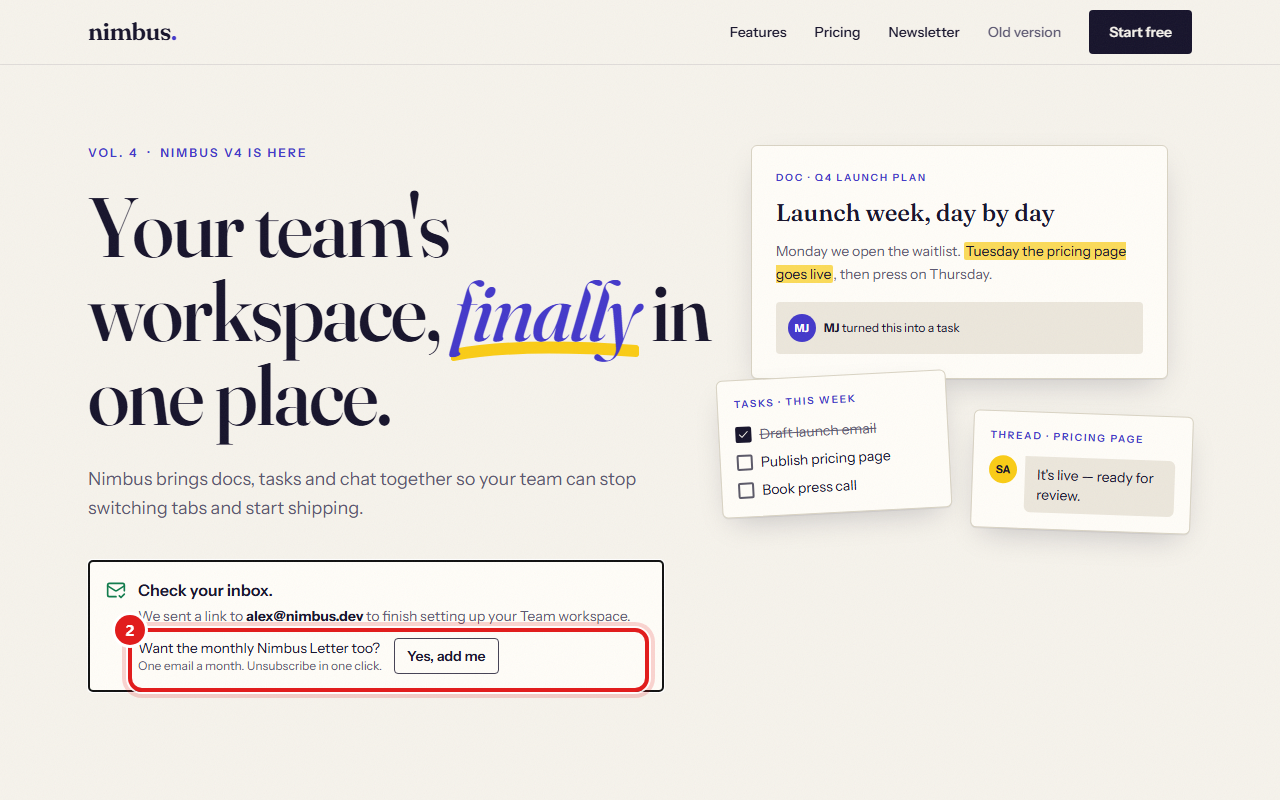 nimbus.
Features
Pricing
Newsletter
Old version
Start free
VOL. 4 · NIMBUS V4 IS HERE
Your team's
workspace, finally in
one place.
Nimbus brings docs, tasks and chat together so your team can stop
switching tabs and start shipping.
Check your inbox.
We sent a link to alex@nimbus.dev to finish setting up your Team workspace.
2
Want the monthly Nimbus Letter too?
One email a month. Unsubscribe in one click.
Yes, add me
DOC · Q4 LAUNCH PLAN
Launch week, day by day
Monday we open the waitlist. Tuesday the pricing page
goes live, then press on Thursday.
MJ
MJ turned this into a task
TASKS · THIS WEEK
Draft launch email
Publish pricing page
Book press call
THREAD · PRICING PAGE
SA
It's live — ready for
review.